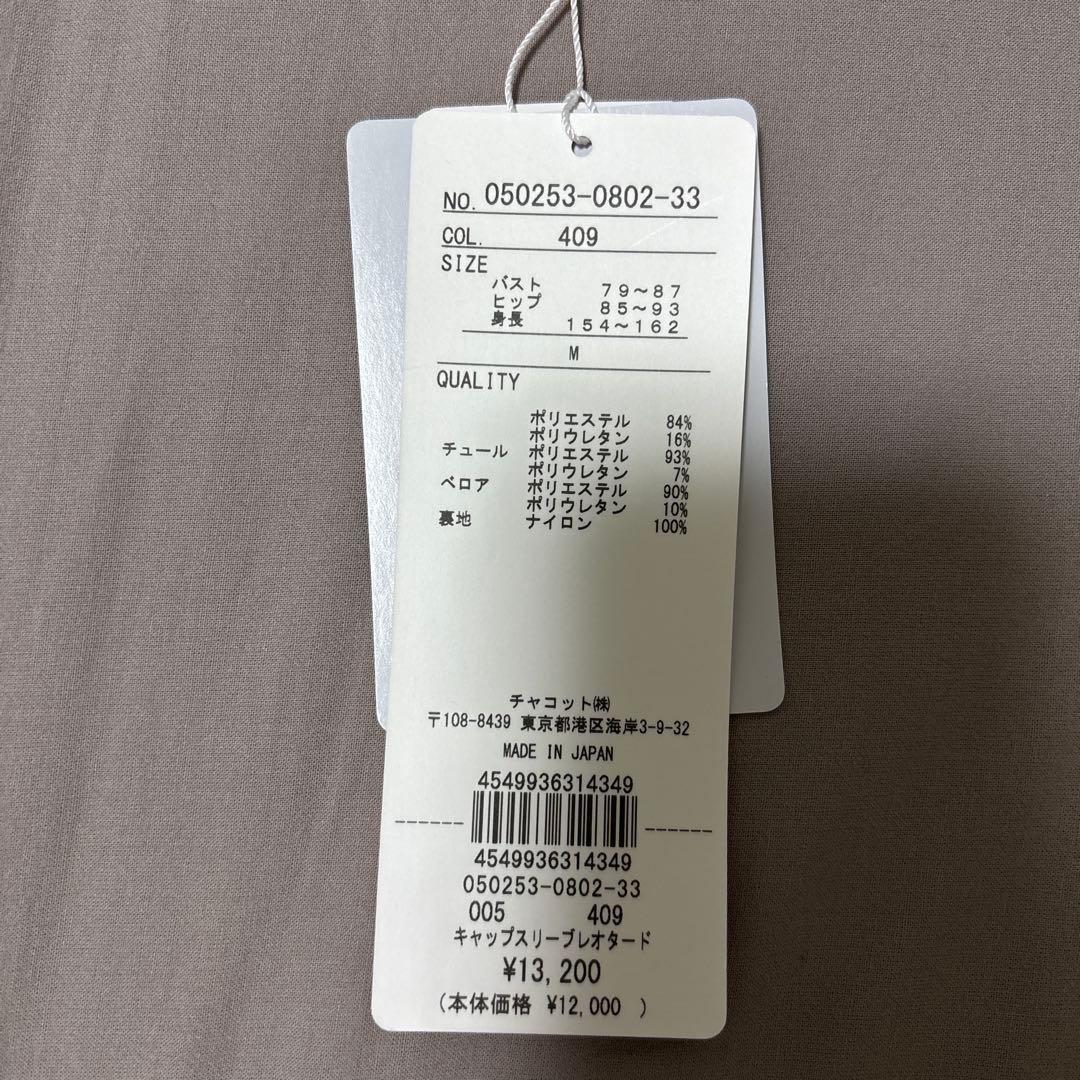 NO. 050253-0802-33
COL. 409
SIZE
バスト 79～87
ヒップ 85～93
身長 154～162
M
QUALITY
ポリエステル 84%
ポリウレタン 16%
チュール ポリエステル 93%
ポリウレタン 7%
ベロア ポリエステル 90%
ポリウレタン 10%
裏地 ナイロン 100%
チャコット㈱
〒108-8439 東京都港区海岸3-9-32
MADE IN JAPAN
4549936314349
4549936314349
050253-0802-33
005 409
キャップスリーブレオタード
¥13,200
(本体価格 ¥12,000 )